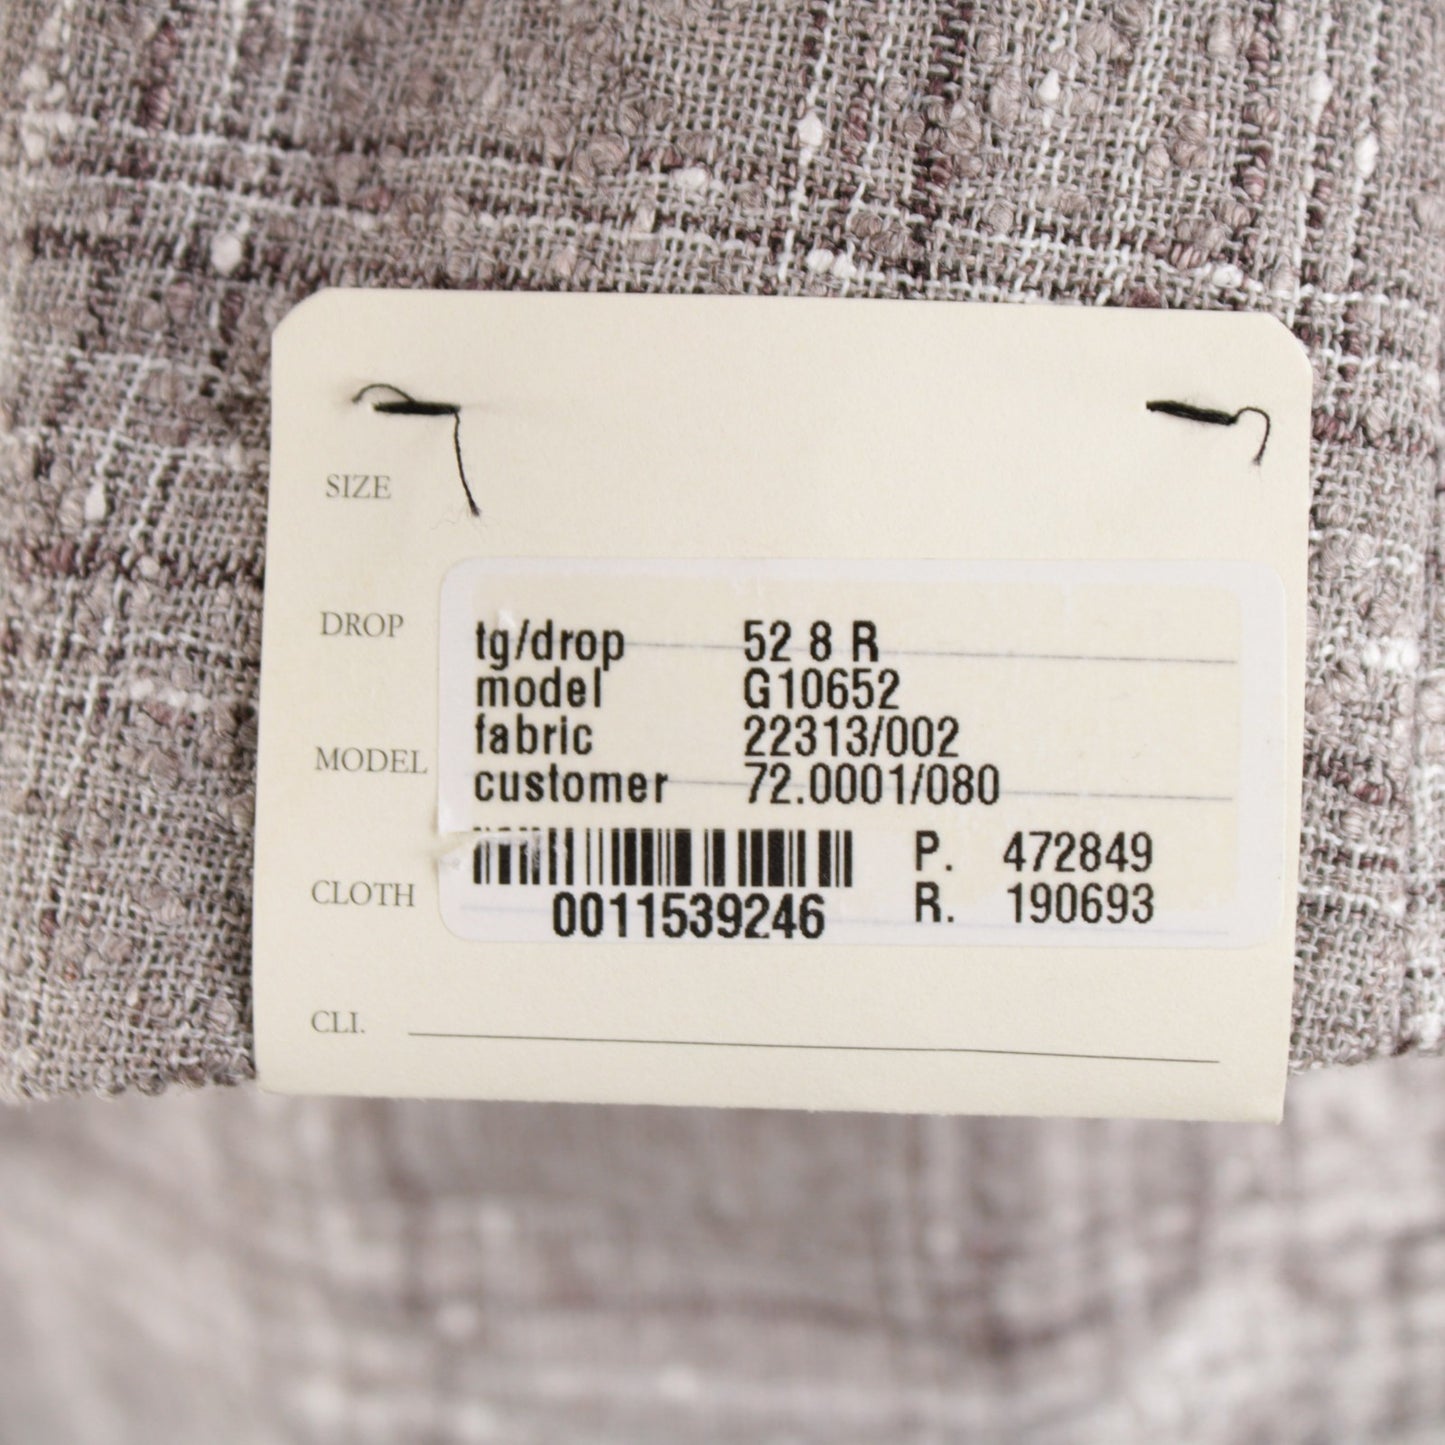 SIZE
DROP
tg/drop 52 8 R
model G10652
fabric 22313/002
MODEL
customer 72.0001/080
P. 472849
CLOTH
R. 190693
0011539246
CLI.